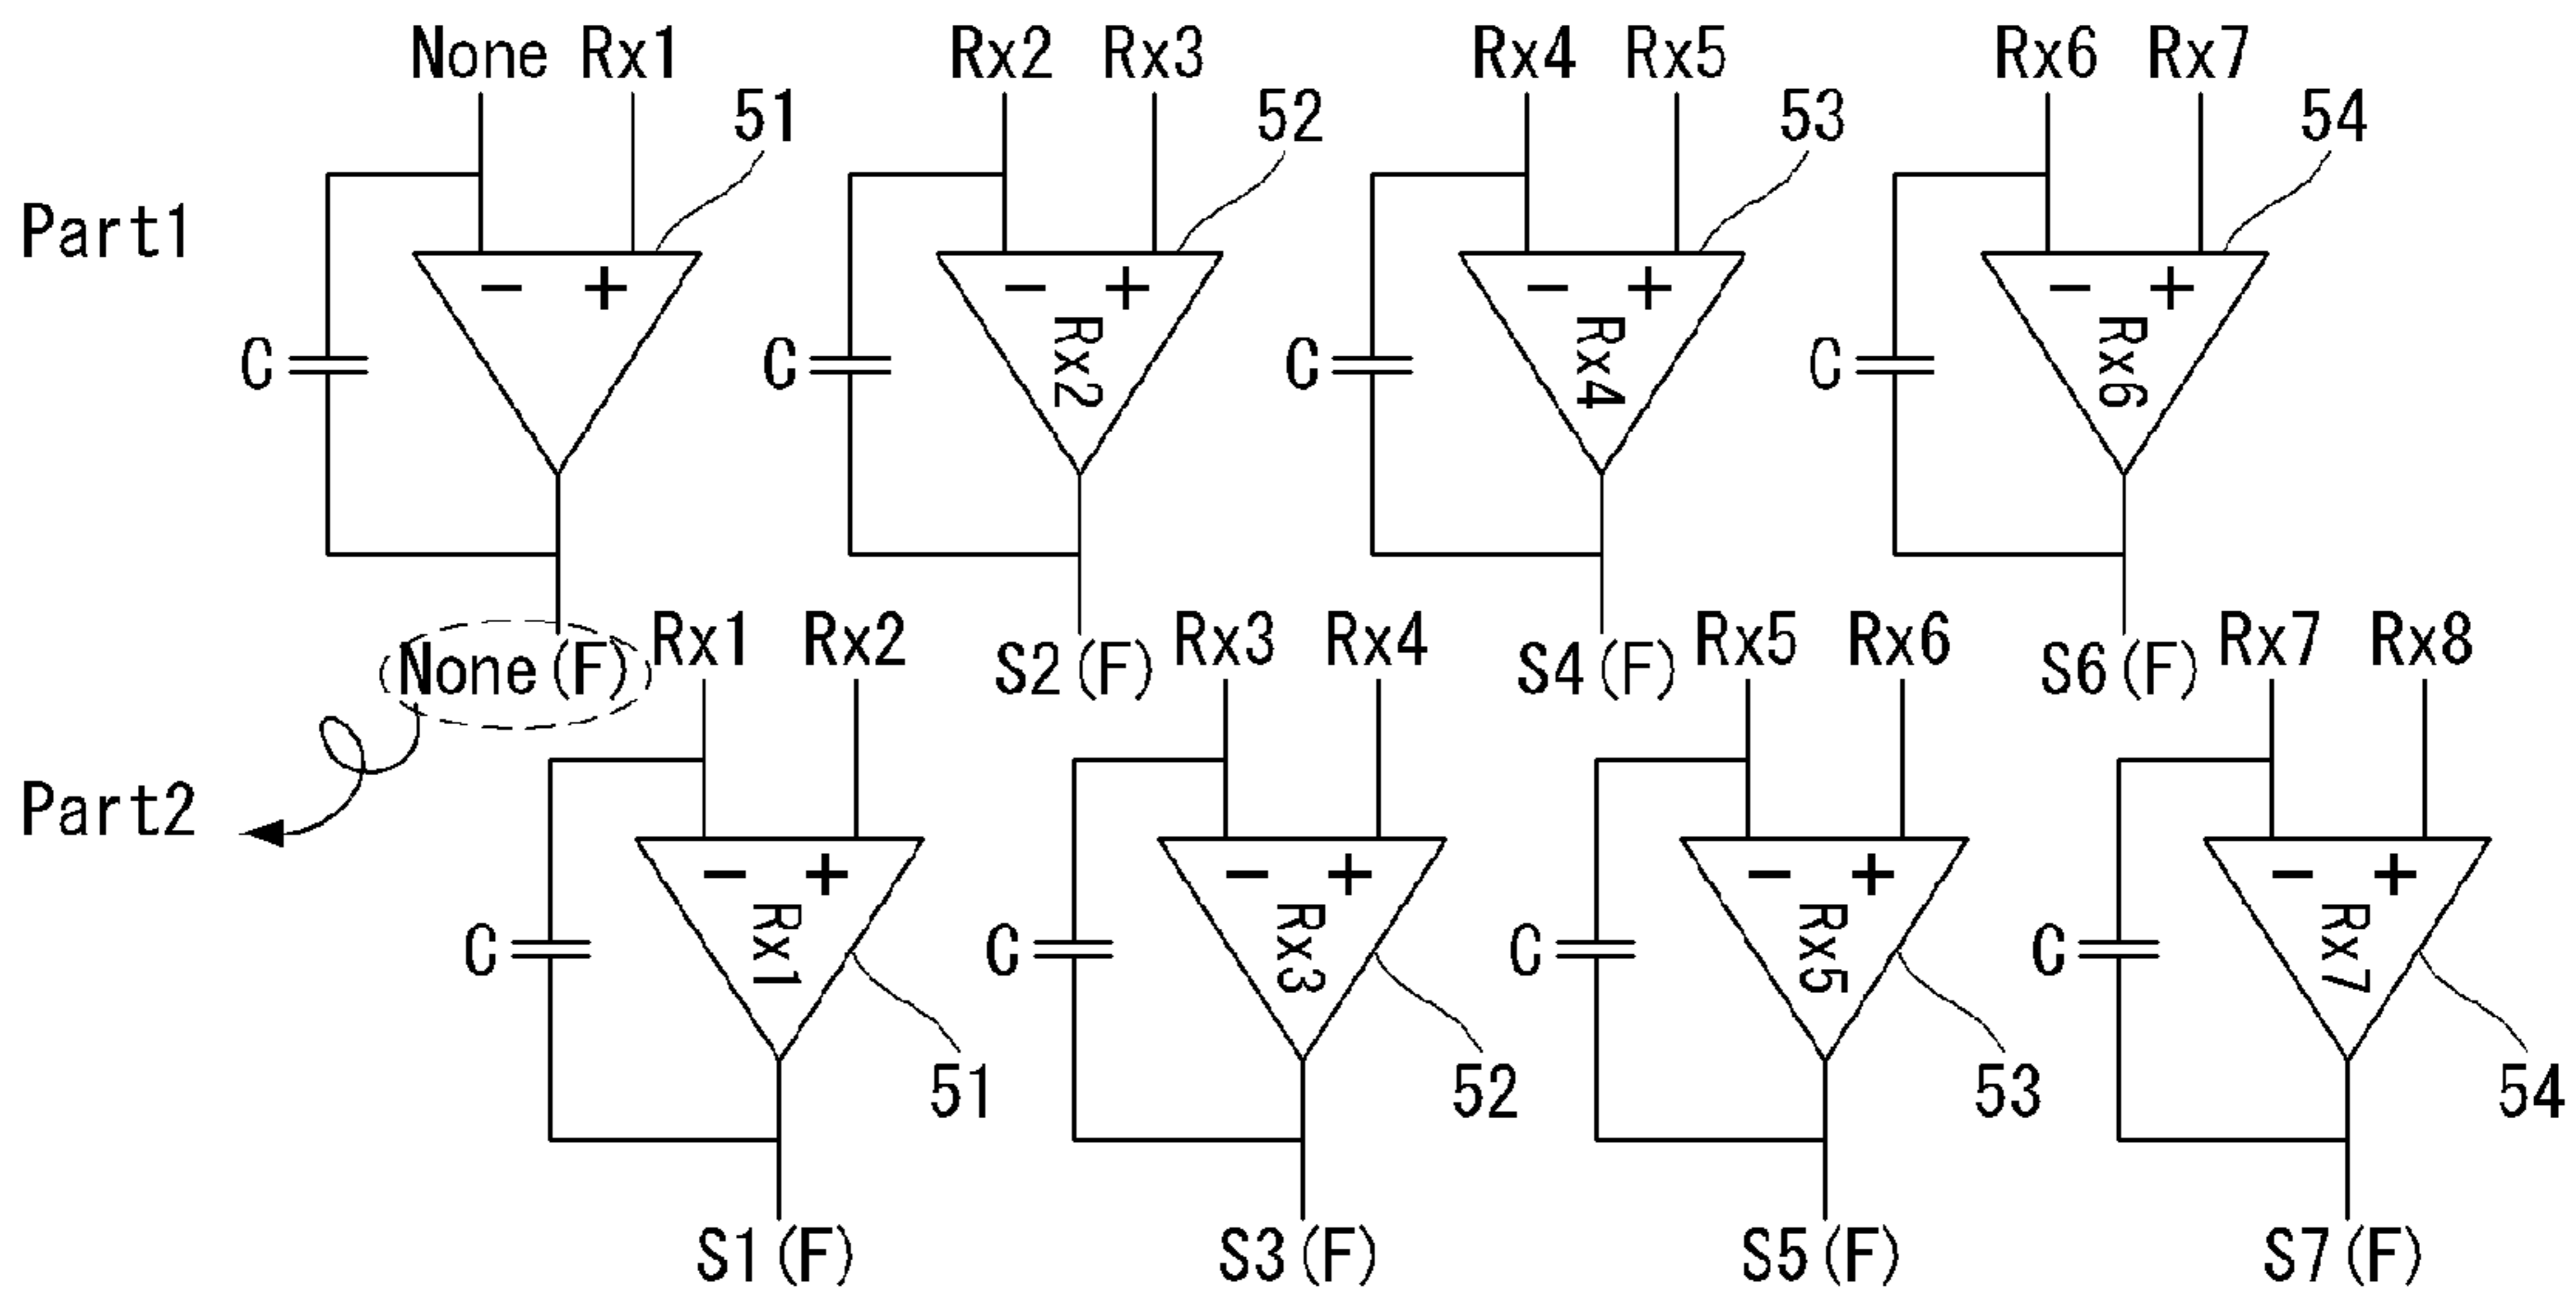 None Rx1 Rx2 Rx3 Rx4 Rx5 Rx6 Rx7
51 52 53 54
Part1
− + − + − + − +
Rx2 Rx4 Rx6
C C C C
None(F) Rx1 Rx2 S2(F) Rx3 Rx4 S4(F) Rx5 Rx6 S6(F) Rx7 Rx8
Part2
− + − + − + − +
Rx1 Rx3 Rx5 Rx7
C C C C
51 52 53 54
S1(F) S3(F) S5(F) S7(F)